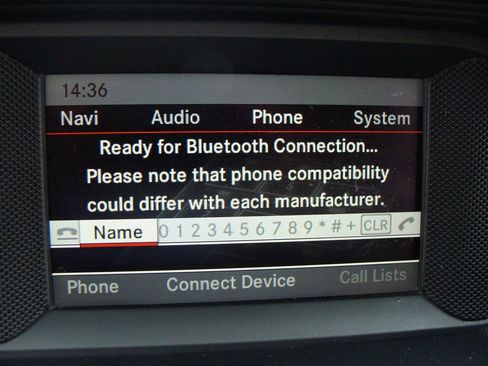 14:36
Navi Audio Phone System
Ready for Bluetooth Connection...
Please note that phone compatibility
could differ with each manufacturer.
Name 0 1 2 3 4 5 6 7 8 9 * # + CLR
Phone Connect Device Call Lists